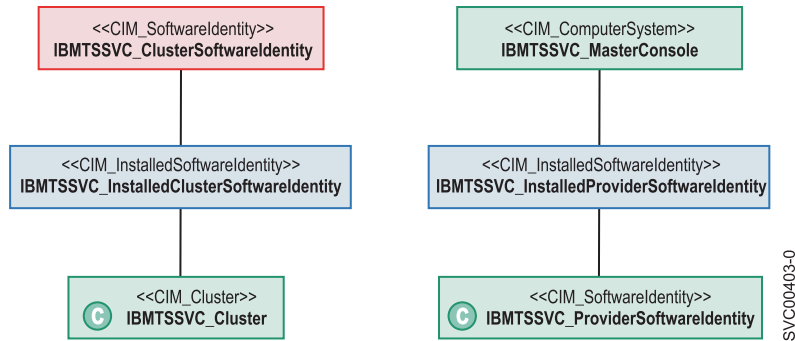 <<CIM_SoftwareIdentity>>
IBMTSSVC_ClusterSoftwareIdentity
<<CIM_ComputerSystem>>
IBMTSSVC_MasterConsole
<<CIM_InstalledSoftwareIdentity>>
IBMTSSVC_InstalledClusterSoftwareIdentity
<<CIM_InstalledSoftwareIdentity>>
IBMTSSVC_InstalledProviderSoftwareIdentity
C
<<CIM_Cluster>>
IBMTSSVC_Cluster
C
<<CIM_SoftwareIdentity>>
IBMTSSVC_ProviderSoftwareIdentity
SVC00403-0